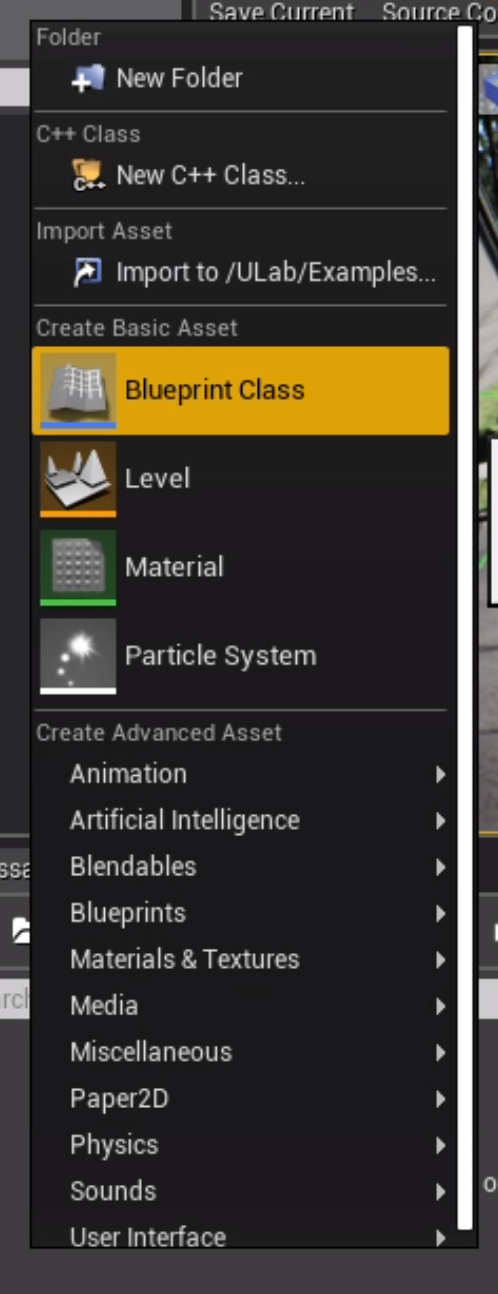 Save Current Source Co
Folder
New Folder
C++ Class
C++
New C++ Class...
Import Asset
Import to /ULab/Examples...
Create Basic Asset
Blueprint Class
Level
Material
Particle System
Create Advanced Asset
Animation
Artificial Intelligence
Blendables
Blueprints
Materials & Textures
Media
Miscellaneous
Paper2D
Physics
Sounds
User Interface